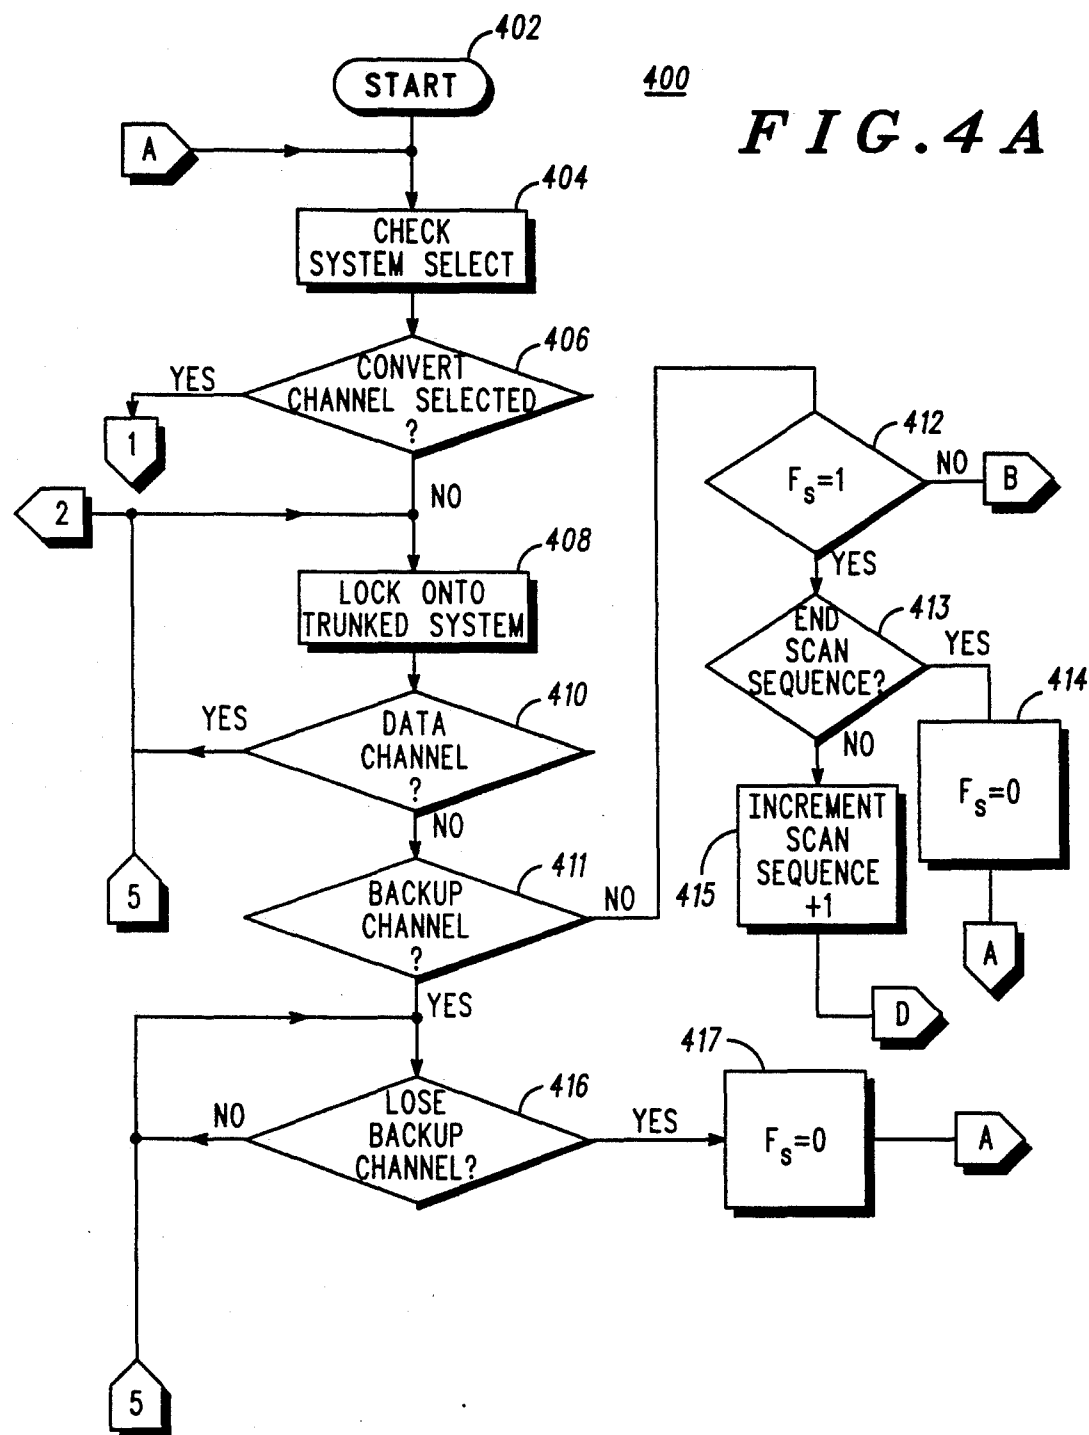 402
START
400
FIG. 4A
A
404
CHECK
SYSTEM SELECT
406
CONVERT
CHANNEL SELECTED
?
YES
1
NO
2
408
LOCK ONTO
TRUNKED SYSTEM
410
DATA
CHANNEL
?
YES
NO
5
411
BACKUP
CHANNEL
?
NO
YES
412
Fs=1
NO
B
YES
413
END
SCAN
SEQUENCE?
YES
414
Fs=0
A
NO
415
INCREMENT
SCAN
SEQUENCE
+1
D
416
LOSE
BACKUP
CHANNEL?
NO
YES
417
Fs=0
A
5